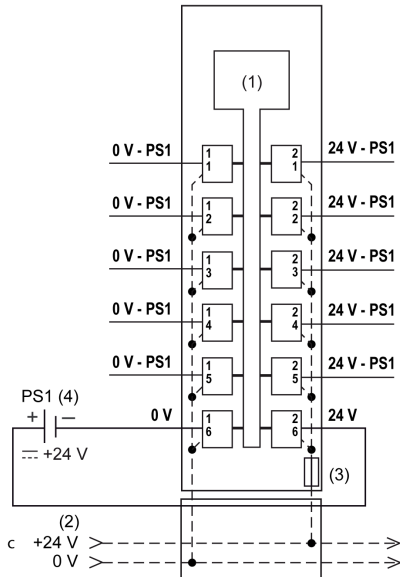 (1)
0 V - PS1 1 1 2 1 24 V - PS1
0 V - PS1 1 2 2 2 24 V - PS1
0 V - PS1 1 3 2 3 24 V - PS1
0 V - PS1 1 4 2 4 24 V - PS1
0 V - PS1 1 5 2 5 24 V - PS1
PS1 (4)
+ − 0 V 1 6 2 6 24 V
⎓ +24 V
(3)
(2)
c +24 V
0 V